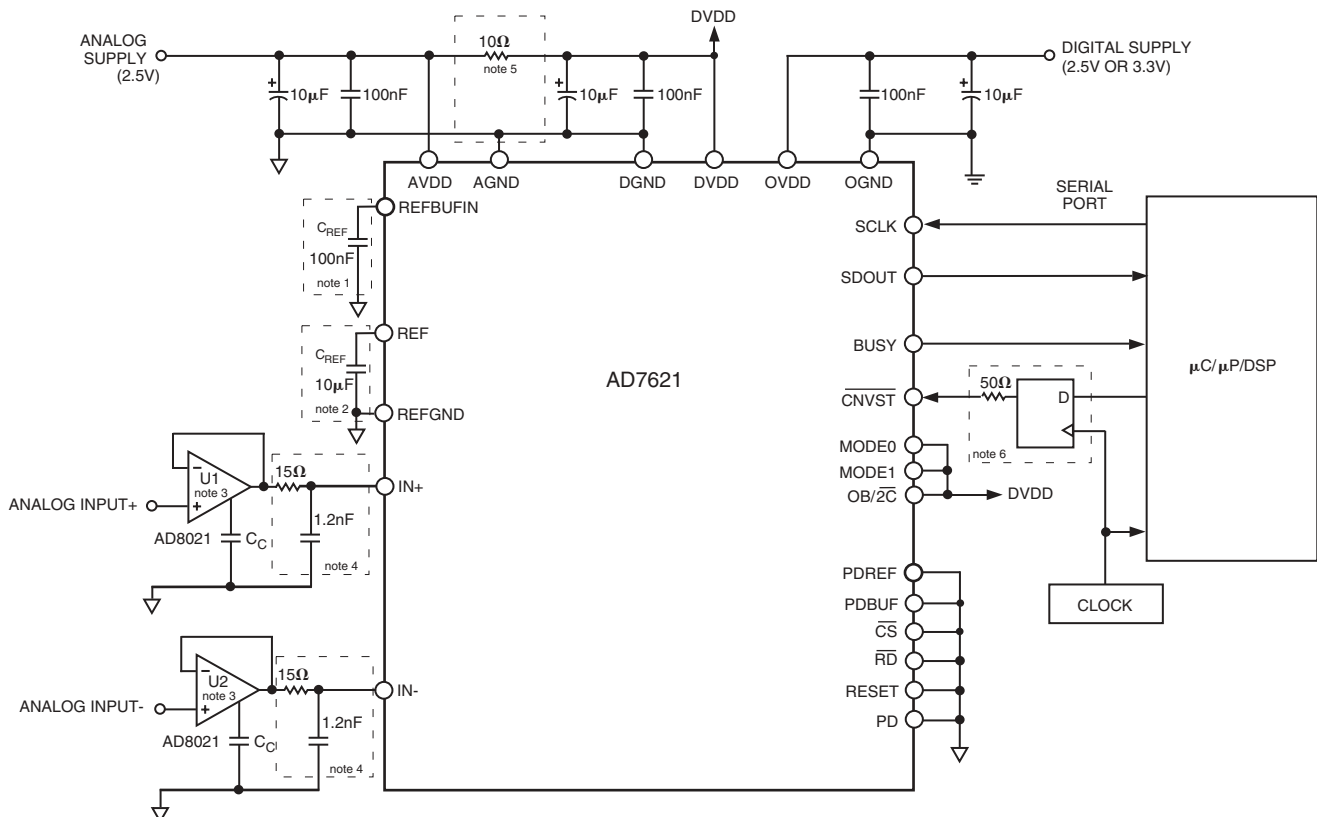 DVDD
ANALOG
SUPPLY
(2.5V)
10Ω
note 5
DIGITAL SUPPLY
(2.5V OR 3.3V)
+
10μF
100nF
+
10μF
100nF
100nF
+
10μF
AVDD
AGND
DGND
DVDD
OVDD
OGND
REFBUFIN
CREF
100nF
note 1
REF
CREF
10μF
note 2
REFGND
AD7621
SERIAL
PORT
SCLK
SDOUT
BUSY
μC/μP/DSP
50Ω
D
CNVST
note 6
MODE0
MODE1
OB/2C
DVDD
-
U1
note 3
+
15Ω
IN+
ANALOG INPUT+
1.2nF
AD8021
CC
note 4
PDREF
PDBUF
CS
RD
RESET
PD
CLOCK
-
U2
note 3
+
15Ω
IN-
ANALOG INPUT-
1.2nF
AD8021
CC
note 4